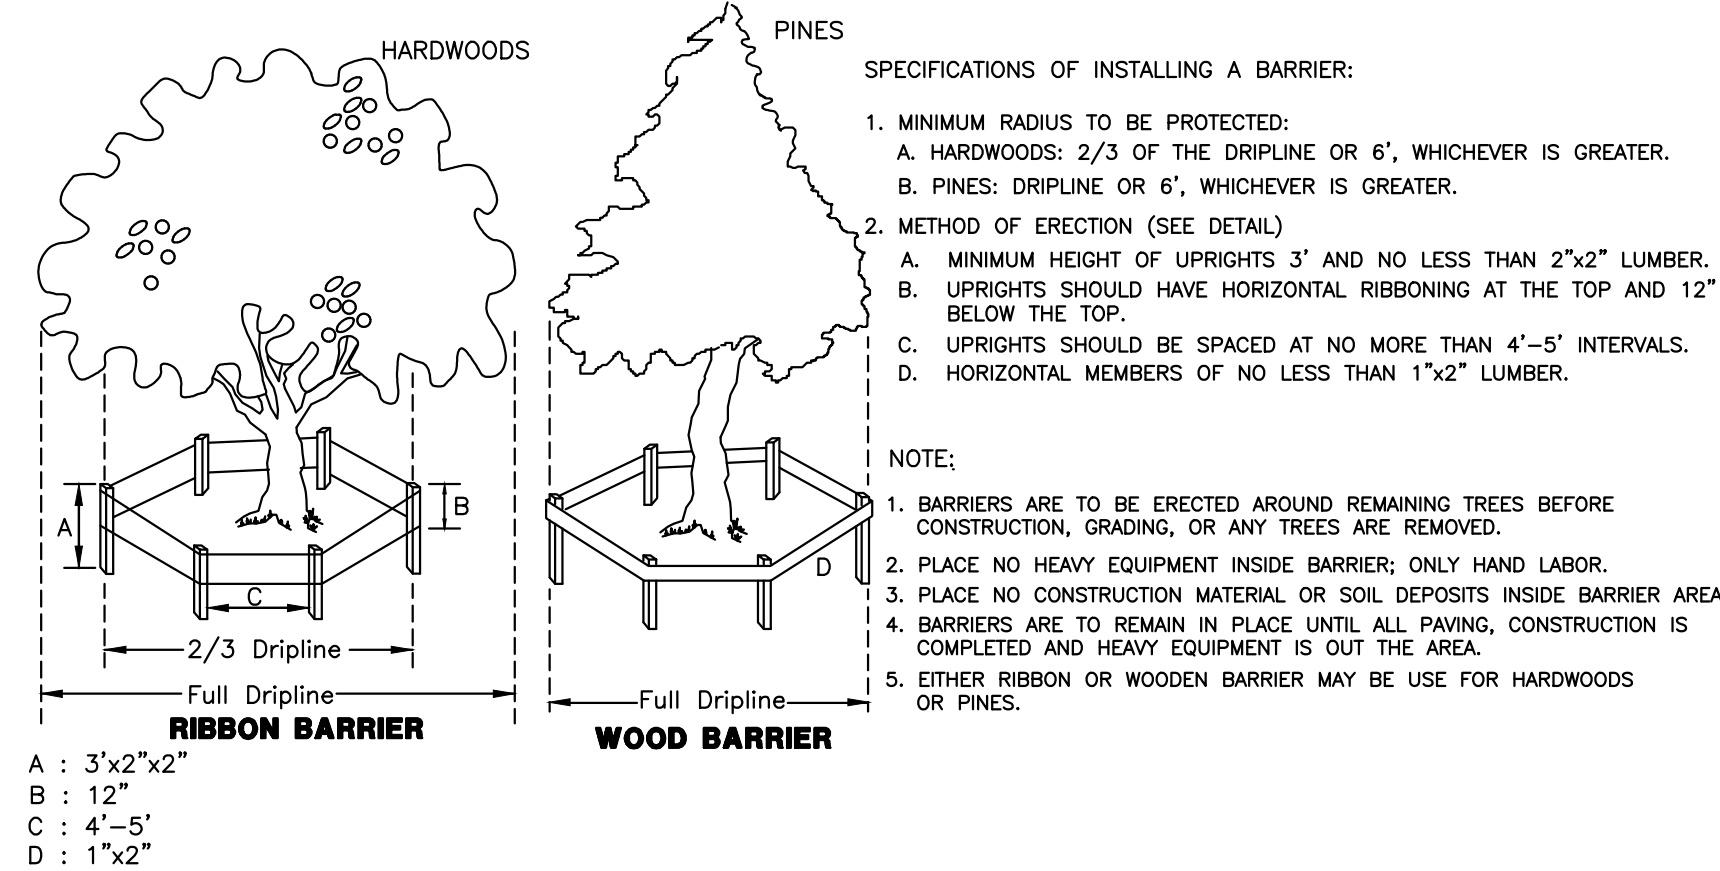 HARDWOODS
PINES
A
B
C
2/3 Dripline
Full Dripline
RIBBON BARRIER
D
Full Dripline
WOOD BARRIER
A : 3'x2"x2"
B : 12"
C : 4'-5'
D : 1"x2"
SPECIFICATIONS OF INSTALLING A BARRIER:
1. MINIMUM RADIUS TO BE PROTECTED:
A. HARDWOODS: 2/3 OF THE DRIPLINE OR 6', WHICHEVER IS GREATER.
B. PINES: DRIPLINE OR 6', WHICHEVER IS GREATER.
2. METHOD OF ERECTION (SEE DETAIL)
A. MINIMUM HEIGHT OF UPRIGHTS 3' AND NO LESS THAN 2"x2" LUMBER.
B. UPRIGHTS SHOULD HAVE HORIZONTAL RIBBONING AT THE TOP AND 12"
BELOW THE TOP.
C. UPRIGHTS SHOULD BE SPACED AT NO MORE THAN 4'-5' INTERVALS.
D. HORIZONTAL MEMBERS OF NO LESS THAN 1"x2" LUMBER.
NOTE:
1. BARRIERS ARE TO BE ERECTED AROUND REMAINING TREES BEFORE
CONSTRUCTION, GRADING, OR ANY TREES ARE REMOVED.
2. PLACE NO HEAVY EQUIPMENT INSIDE BARRIER; ONLY HAND LABOR.
3. PLACE NO CONSTRUCTION MATERIAL OR SOIL DEPOSITS INSIDE BARRIER AREA
4. BARRIERS ARE TO REMAIN IN PLACE UNTIL ALL PAVING, CONSTRUCTION IS
COMPLETED AND HEAVY EQUIPMENT IS OUT THE AREA.
5. EITHER RIBBON OR WOODEN BARRIER MAY BE USE FOR HARDWOODS
OR PINES.